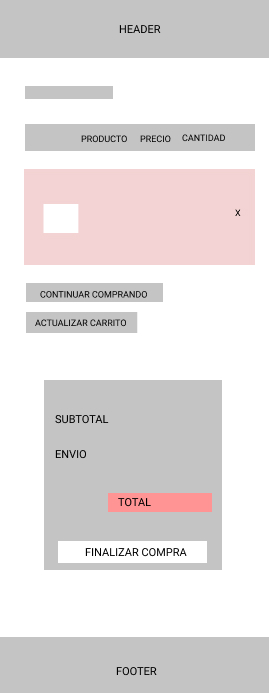 HEADER
PRODUCTO PRECIO CANTIDAD
X
CONTINUAR COMPRANDO
ACTUALIZAR CARRITO
SUBTOTAL
ENVIO
TOTAL
FINALIZAR COMPRA
FOOTER